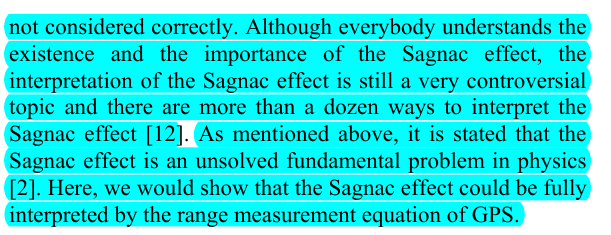 not considered correctly. Although everybody understands the
existence and the importance of the Sagnac effect, the
interpretation of the Sagnac effect is still a very controversial
topic and there are more than a dozen ways to interpret the
Sagnac effect [12]. As mentioned above, it is stated that the
Sagnac effect is an unsolved fundamental problem in physics
[2]. Here, we would show that the Sagnac effect could be fully
interpreted by the range measurement equation of GPS.